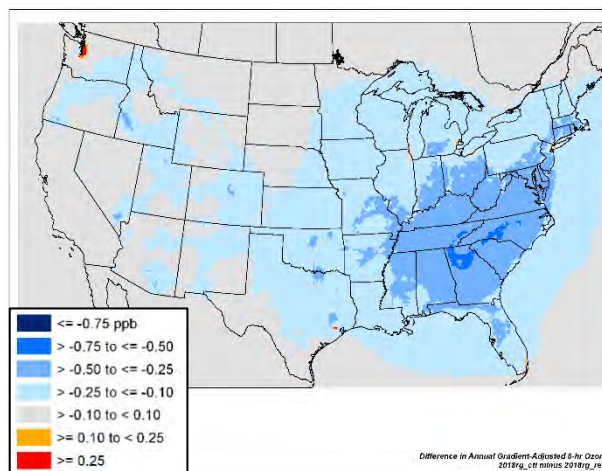 <= -0.75 ppb
> -0.75 to <= -0.50
> -0.50 to <= -0.25
> -0.25 to <= -0.10
> -0.10 to < 0.10
>= 0.10 to < 0.25
>= 0.25
Difference in Annual Gradient-Adjusted 8-hr Ozon
2018rg_ctl minus 2018rg_re